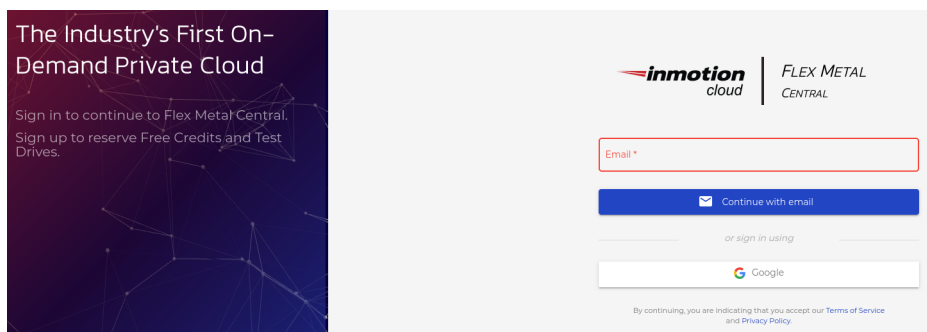 The Industry's First On-
Demand Private Cloud
Sign in to continue to Flex Metal Central.
Sign up to reserve Free Credits and Test
Drives.
inmotion
cloud
FLEX METAL
CENTRAL
Email *
Continue with email
or sign in using
Google
By continuing, you are indicating that you accept our Terms of Service
and Privacy Policy.